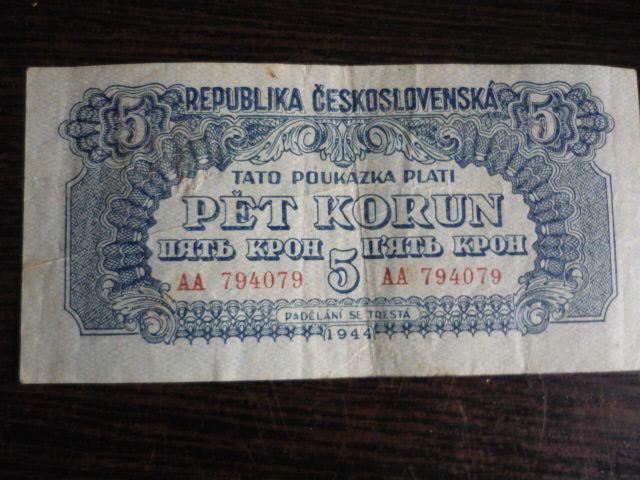 5 REPUBLIKA ČESKOSLOVENSKÁ 5
TATO POUKÁZKA PLATÍ
PĚT KORUN
ПЯТЬ КРОН 5 П'ЯТЬ КРОН
AA 794079 AA 794079
PADĚLÁNÍ SE TRESTÁ
1944